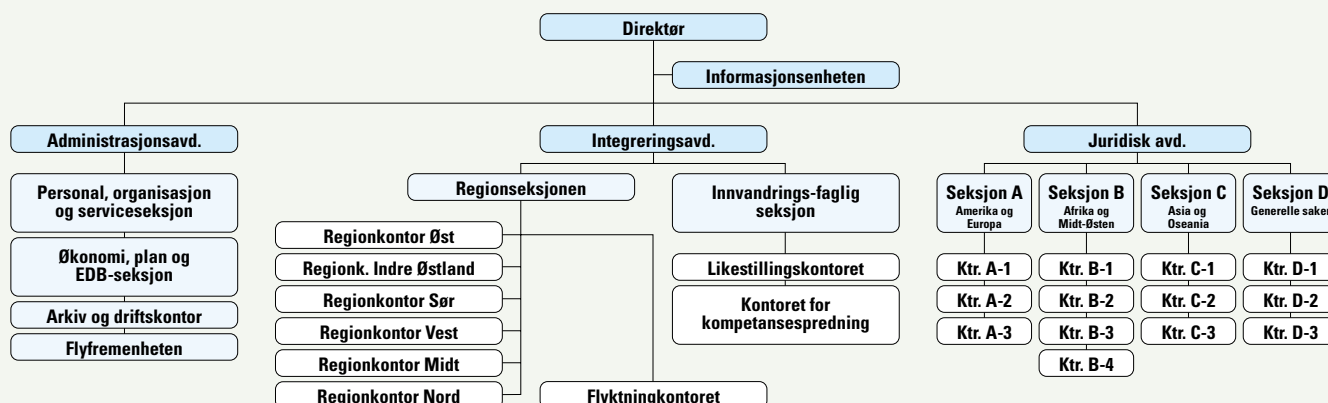 Direktør
Informasjonsenheten
Administrasjonsavd.
Personal, organisasjon
og serviceseksjon
Økonomi, plan og
EDB-seksjon
Arkiv og driftskontor
Flyfremenheten
Integreringsavd.
Regionseksjonen
Regionkontor Øst
Regionk. Indre Østland
Regionkontor Sør
Regionkontor Vest
Regionkontor Midt
Regionkontor Nord
Flyktningkontoret
Innvandrings-faglig
seksjon
Likestillingskontoret
Kontoret for
kompetansespredning
Juridisk avd.
Seksjon A
Amerika og
Europa
Ktr. A-1
Ktr. A-2
Ktr. A-3
Seksjon B
Afrika og
Midt-Østen
Ktr. B-1
Ktr. B-2
Ktr. B-3
Ktr. B-4
Seksjon C
Asia og
Oseania
Ktr. C-1
Ktr. C-2
Ktr. C-3
Seksjon D
Generelle saker
Ktr. D-1
Ktr. D-2
Ktr. D-3